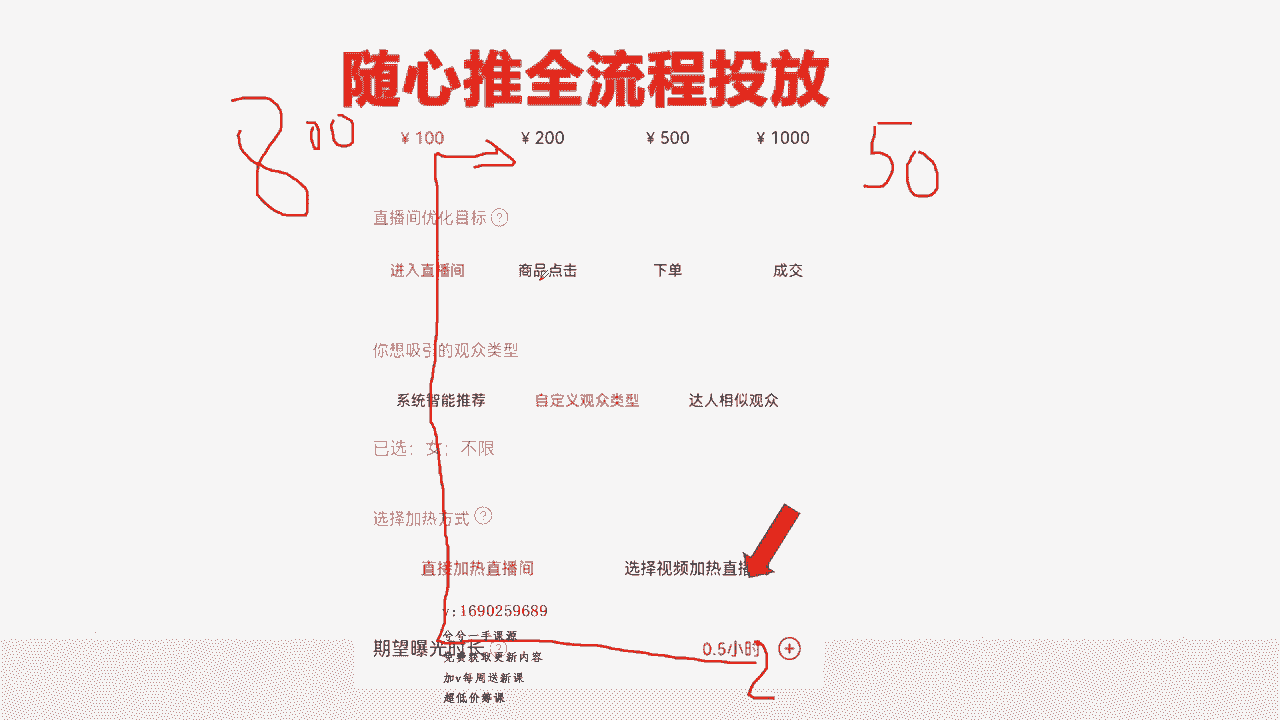 随心推全流程投放
800 ¥ 100 ¥ 200 ¥ 500 ¥ 1000 50
直播间优化目标 ?
进入直播间 商品点击 下单 成交
你想吸引的观众类型
系统智能推荐 自定义观众类型 达人相似观众
已选：女；不限
选择加热方式 ?
直接加热直播间 选择视频加热直播
v:1690259689
兮兮一手课源
期望曝光时长 ? 0.5小时 +
免费获取更新内容
加v每周送新课
超低价筹课
2